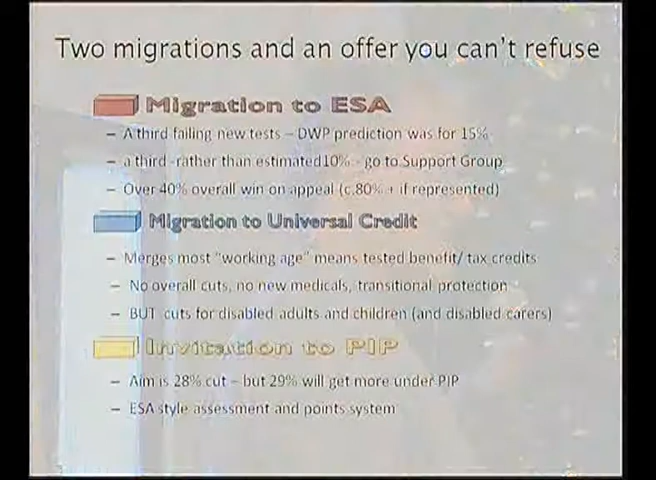 Two migrations and an offer you can't refuse
Migration to ESA
– A third failing new tests – DWP prediction was for 15%
– a third -rather than estimated10% - go to Support Group
– Over 40% overall win on appeal (c.80% + if represented)
Migration to Universal Credit
– Merges most "working age" means tested benefit/ tax credits
– No overall cuts, no new medicals, transitional protection
– BUT cuts for disabled adults and children (and disabled carers)
Invitation to PIP
– Aim is 28% cut – but 29% will get more under PIP
– ESA style assessment and points system